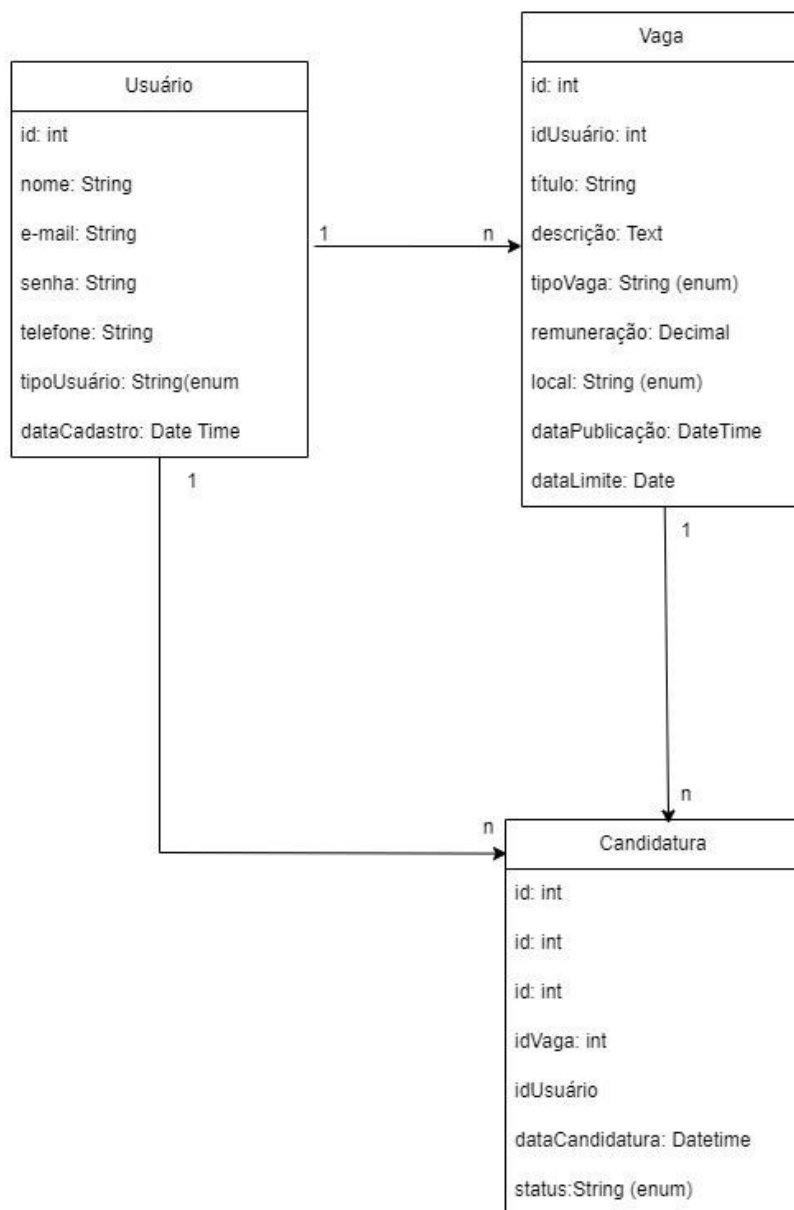 Usuário
id: int
nome: String
e-mail: String
senha: String
telefone: String
tipoUsuário: String(enum
dataCadastro: Date Time
1
n
Vaga
id: int
idUsuário: int
título: String
descrição: Text
tipoVaga: String (enum)
remuneração: Decimal
local: String (enum)
dataPublicação: DateTime
dataLimite: Date
1
1
n
n
Candidatura
id: int
id: int
id: int
idVaga: int
idUsuário
dataCandidatura: Datetime
status:String (enum)